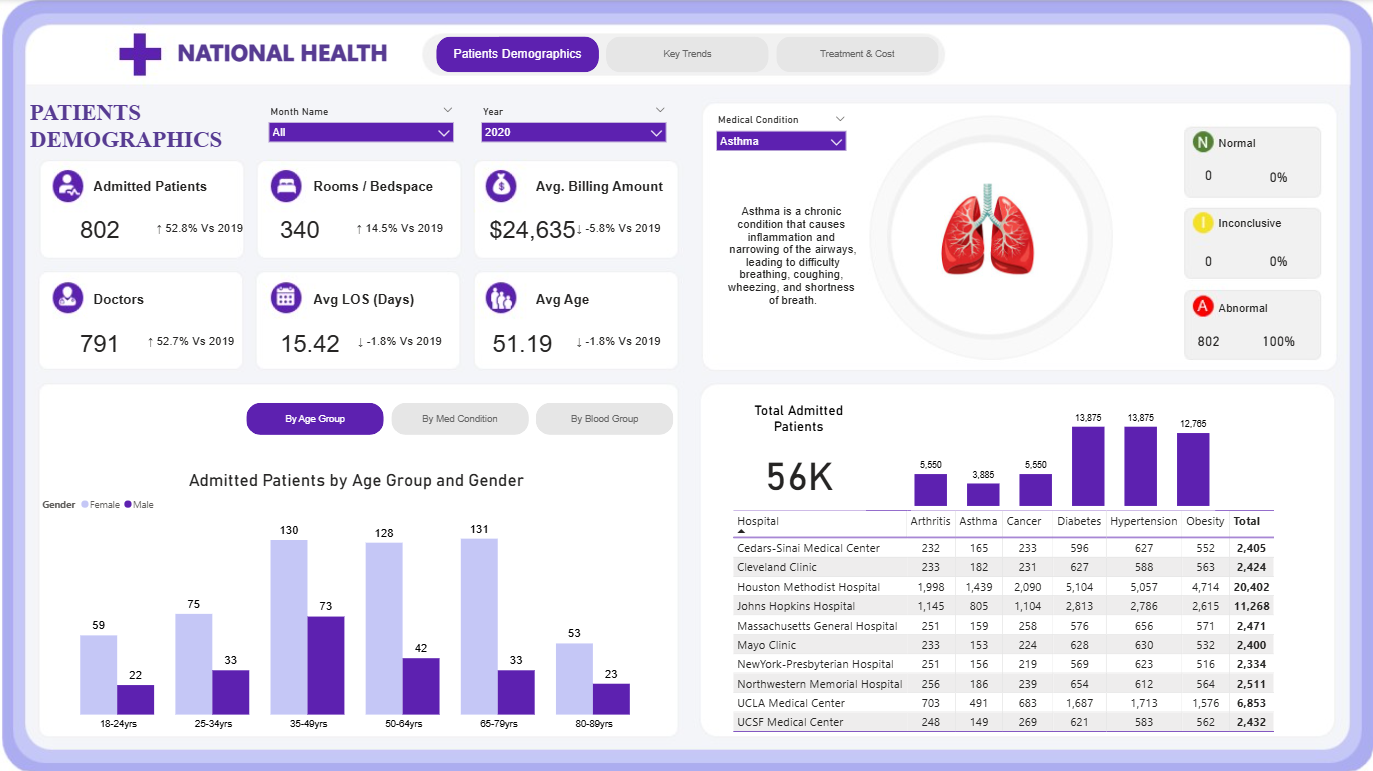 NATIONAL HEALTH
Patients Demographics
Key Trends
Treatment & Cost
PATIENTS
DEMOGRAPHICS
Month Name
All
Year
2020
Admitted Patients
802
↑ 52.8% Vs 2019
Rooms / Bedspace
340
↑ 14.5% Vs 2019
Avg. Billing Amount
$24,635
↓ -5.8% Vs 2019
Doctors
791
↑ 52.7% Vs 2019
Avg LOS (Days)
15.42
↓ -1.8% Vs 2019
Avg Age
51.19
↓ -1.8% Vs 2019
Medical Condition
Asthma
Asthma is a chronic
condition that causes
inflammation and
narrowing of the airways,
leading to difficulty
breathing, coughing,
wheezing, and shortness
of breath.
N Normal
0 0%
I Inconclusive
0 0%
A Abnormal
802 100%
By Age Group
By Med Condition
By Blood Group
Admitted Patients by Age Group and Gender
Gender Female Male
59 22 75 33 130 73 128 42 131 33 53 23
18-24yrs 25-34yrs 35-49yrs 50-64yrs 65-79yrs 80-89yrs
Total Admitted
Patients
56K
5,550 3,885 5,550 13,875 13,875 12,765
Hospital Arthritis Asthma Cancer Diabetes Hypertension Obesity Total
Cedars-Sinai Medical Center 232 165 233 596 627 552 2,405
Cleveland Clinic 233 182 231 627 588 563 2,424
Houston Methodist Hospital 1,998 1,439 2,090 5,104 5,057 4,714 20,402
Johns Hopkins Hospital 1,145 805 1,104 2,813 2,786 2,615 11,268
Massachusetts General Hospital 251 159 258 576 656 571 2,471
Mayo Clinic 233 153 224 628 630 532 2,400
NewYork-Presbyterian Hospital 251 156 219 569 623 516 2,334
Northwestern Memorial Hospital 256 186 239 654 612 564 2,511
UCLA Medical Center 703 491 683 1,687 1,713 1,576 6,853
UCSF Medical Center 248 149 269 621 583 562 2,432